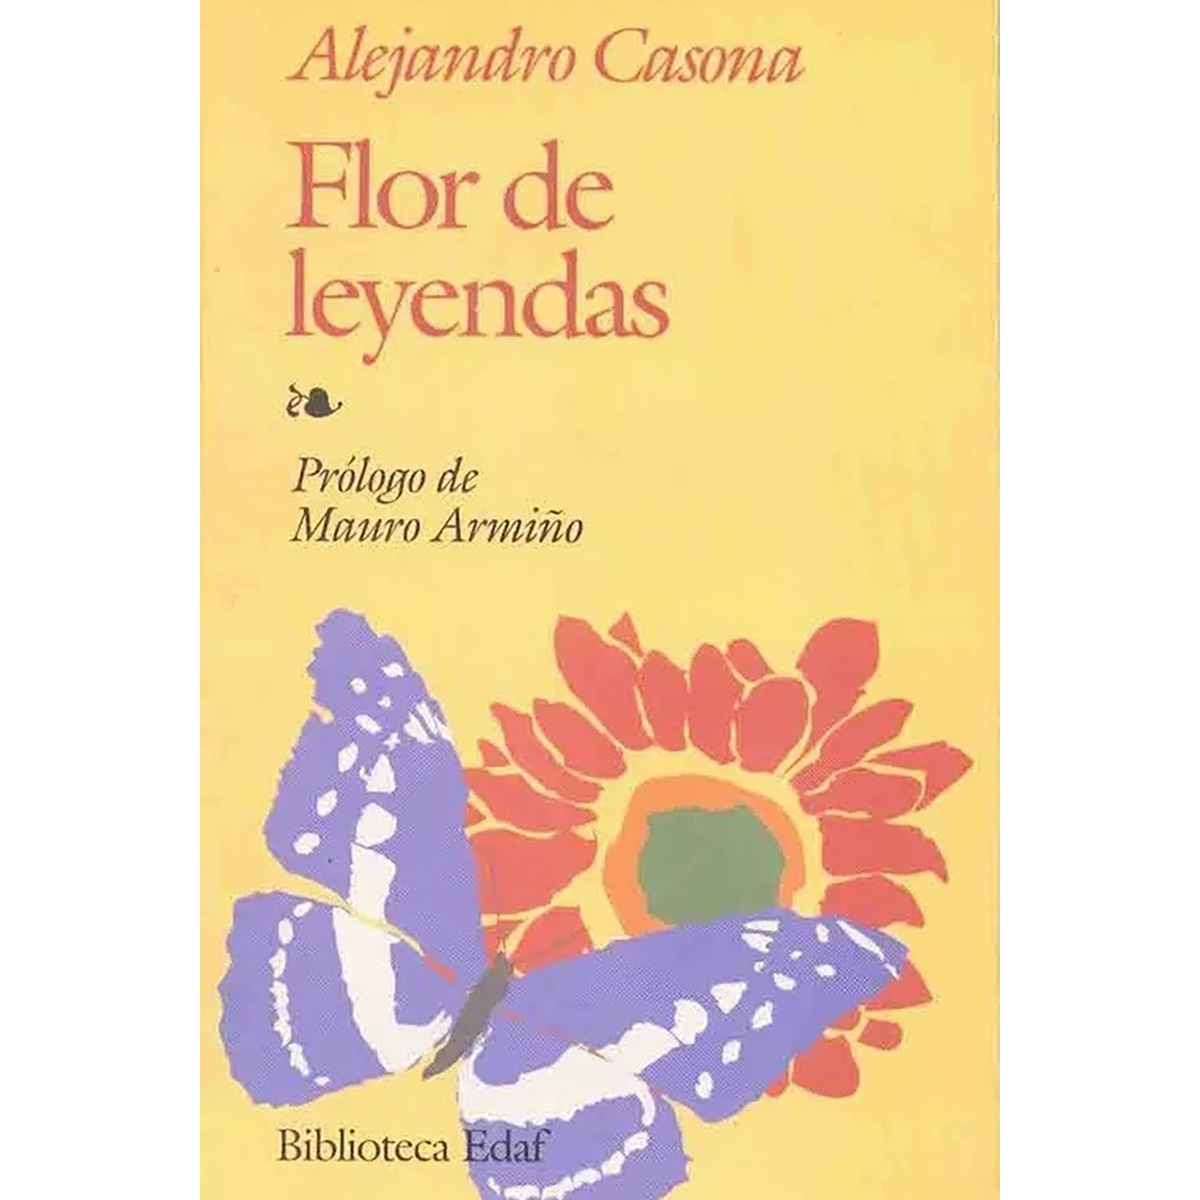 Alejandro Casona
Flor de
leyendas
Prólogo de
Mauro Armiño
Biblioteca Edaf